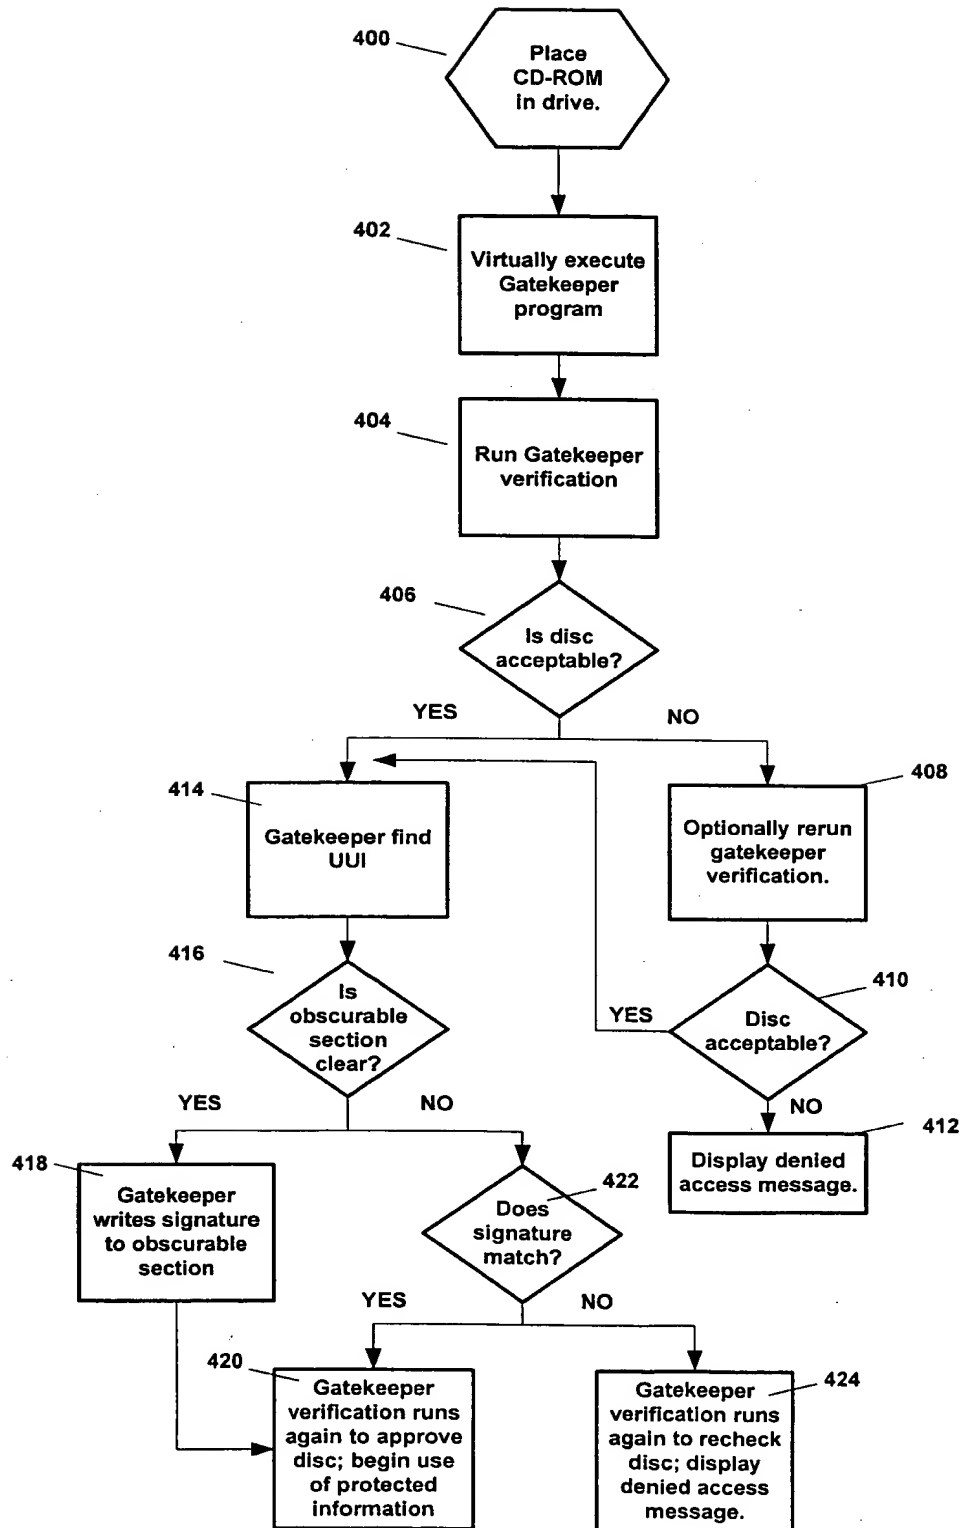 400
Place
CD-ROM
in drive.
402
Virtually execute
Gatekeeper
program
404
Run Gatekeeper
verification
406
Is disc
acceptable?
YES
NO
414
Gatekeeper find
UUI
408
Optionally rerun
gatekeeper
verification.
416
Is
obscurable
section
clear?
410
YES
Disc
acceptable?
NO
412
Display denied
access message.
YES
NO
418
Gatekeeper
writes signature
to obscurable
section
422
Does
signature
match?
YES
NO
420
Gatekeeper
verification runs
again to approve
disc; begin use
of protected
information
424
Gatekeeper
verification runs
again to recheck
disc; display
denied access
message.